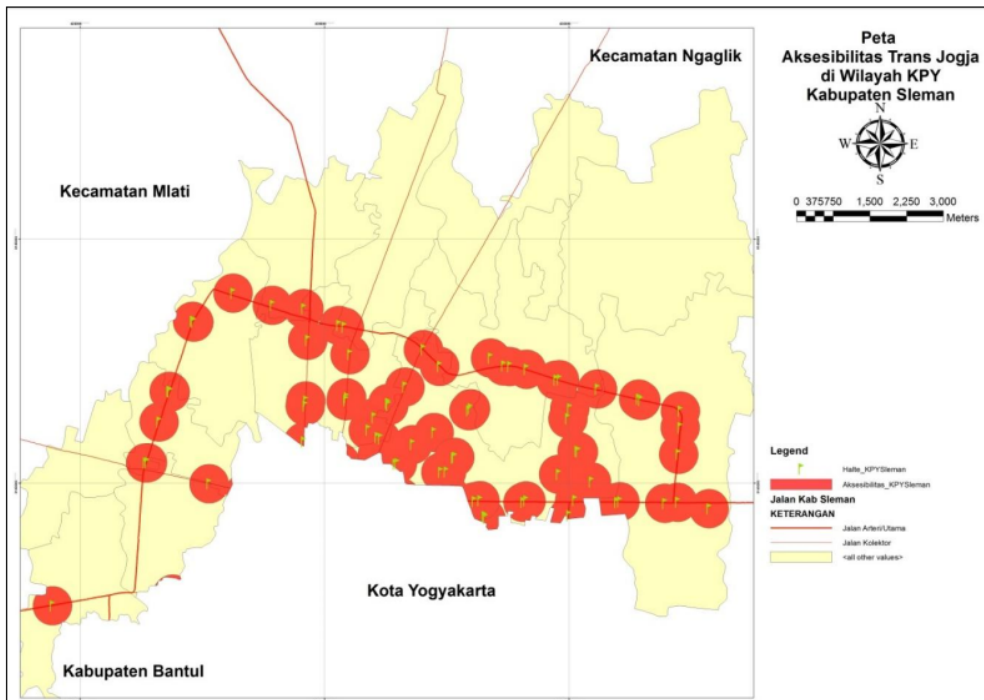 Peta
Aksesibilitas Trans Jogja
di Wilayah KPY
Kabupaten Sleman
N
W E
S
0 375750 1,500 2,250 3,000
Meters
Kecamatan Ngaglik
Kecamatan Mlati
Kota Yogyakarta
Kabupaten Bantul
Legend
Halte_KPYSleman
Aksesibilitas_KPYSleman
Jalan Kab Sleman
KETERANGAN
Jalan Arteri/Utama
Jalan Kolektor
<all other values>